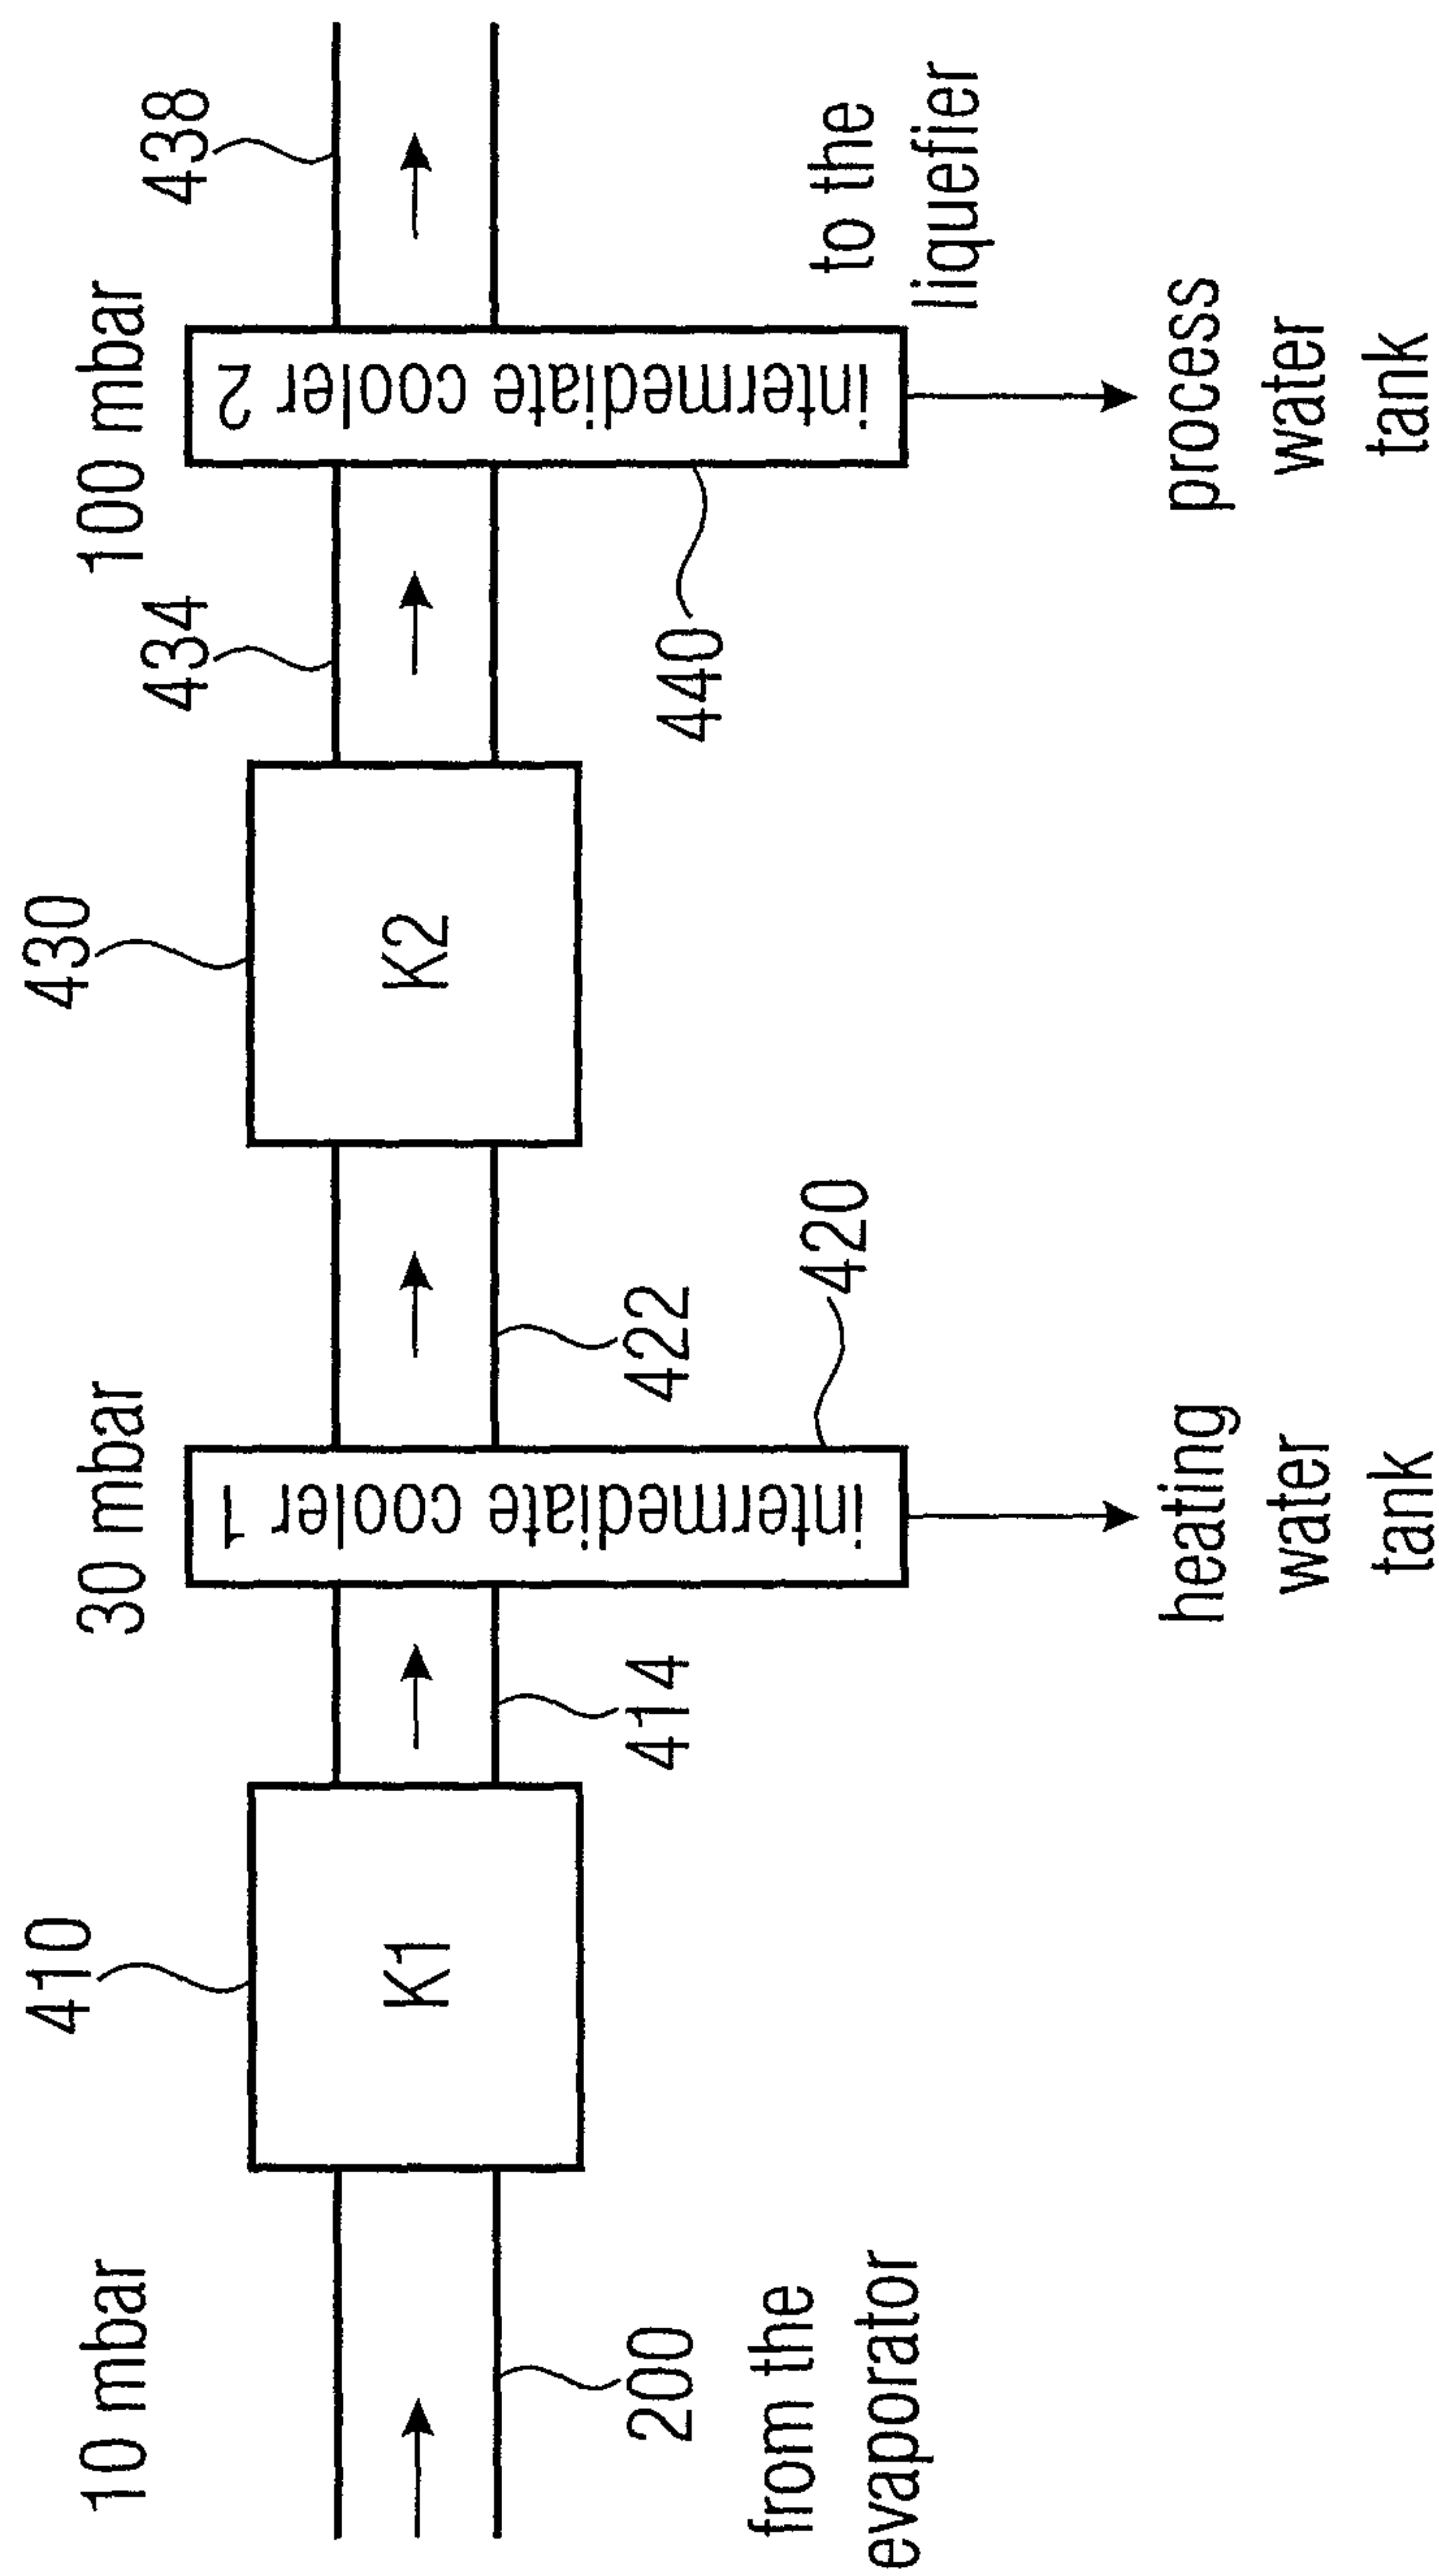 10 mbar
30 mbar
100 mbar
410
430
434
438
K1
K2
intermediate cooler 1
intermediate cooler 2
200
414
422
420
440
from the
evaporator
to the
liquefier
heating
water
tank
process
water
tank